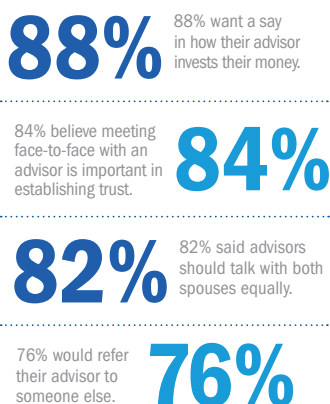 88%
88% want a say
in how their advisor
invests their money.
84% believe meeting
face-to-face with an
advisor is important in
establishing trust.
84%
82%
82% said advisors
should talk with both
spouses equally.
76% would refer
their advisor to
someone else.
76%